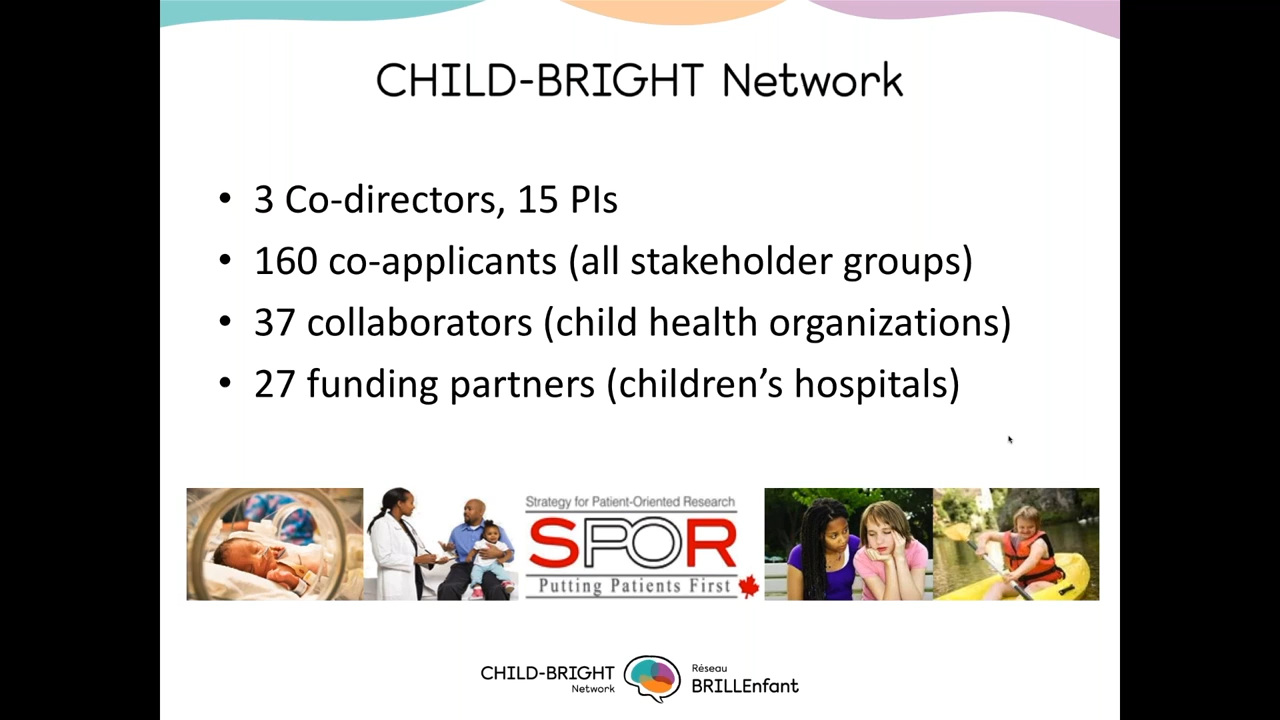 CHILD-BRIGHT Network
• 3 Co-directors, 15 PIs
• 160 co-applicants (all stakeholder groups)
• 37 collaborators (child health organizations)
• 27 funding partners (children’s hospitals)
Strategy for Patient-Oriented Research
SPOR
Putting Patients First
CHILD-BRIGHT
Network
Réseau
BRILLEnfant